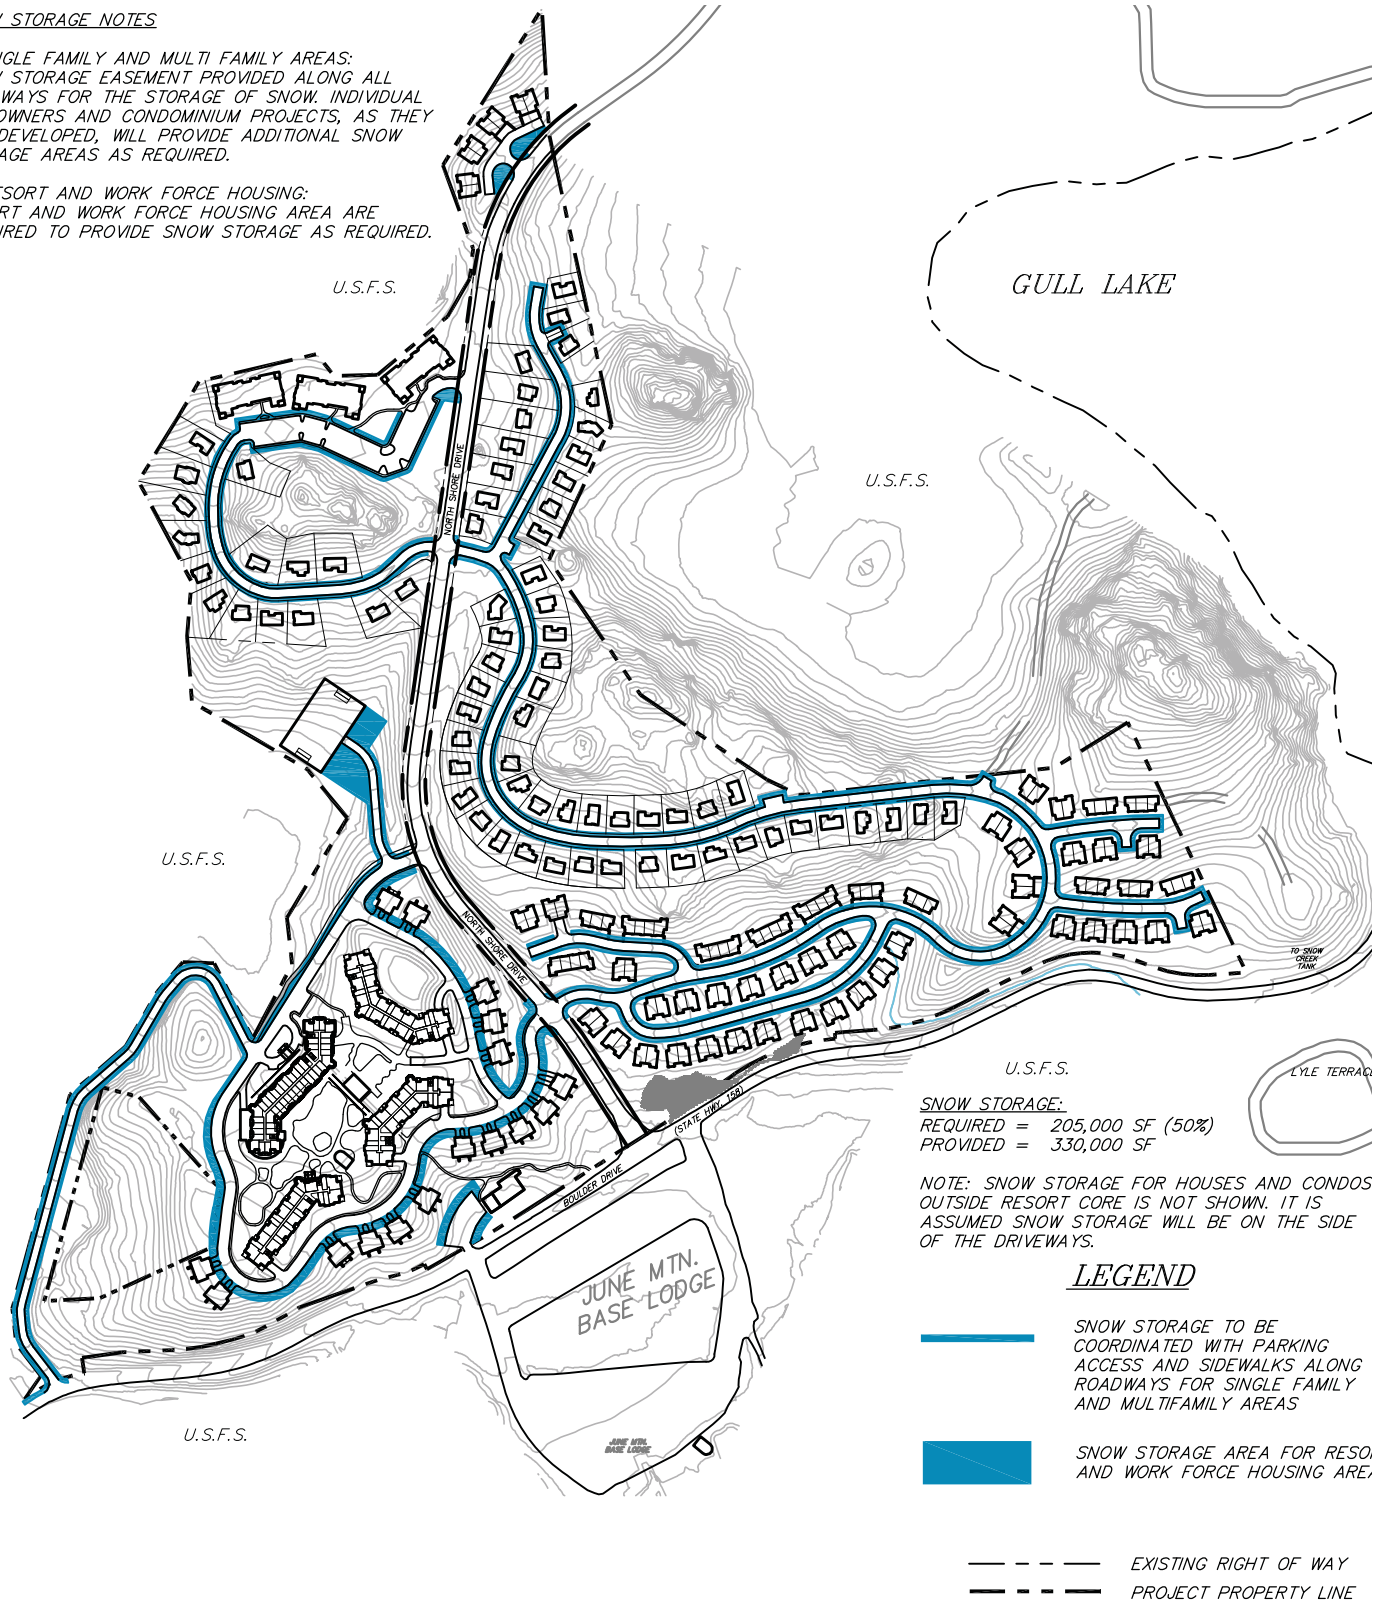 STORAGE NOTES
GLE FAMILY AND MULTI FAMILY AREAS:
STORAGE EASEMENT PROVIDED ALONG ALL
WAYS FOR THE STORAGE OF SNOW. INDIVIDUAL
OWNERS AND CONDOMINIUM PROJECTS, AS THEY
DEVELOPED, WILL PROVIDE ADDITIONAL SNOW
AGE AREAS AS REQUIRED.
ESORT AND WORK FORCE HOUSING:
RT AND WORK FORCE HOUSING AREA ARE
IRED TO PROVIDE SNOW STORAGE AS REQUIRED.
U.S.F.S.
GULL LAKE
U.S.F.S.
NORTH SHORE DRIVE
U.S.F.S.
NORTH SHORE DRIVE
TO SNOW
CREEK
TANK
U.S.F.S.
LYLE TERRACE
(STATE HWY. 158)
BOULDER DRIVE
SNOW STORAGE:
REQUIRED = 205,000 SF (50%)
PROVIDED = 330,000 SF
NOTE: SNOW STORAGE FOR HOUSES AND CONDOS
OUTSIDE RESORT CORE IS NOT SHOWN. IT IS
ASSUMED SNOW STORAGE WILL BE ON THE SIDE
OF THE DRIVEWAYS.
JUNE MTN.
BASE LODGE
LEGEND
SNOW STORAGE TO BE
COORDINATED WITH PARKING
ACCESS AND SIDEWALKS ALONG
ROADWAYS FOR SINGLE FAMILY
AND MULTIFAMILY AREAS
U.S.F.S.
JUNE MTN.
BASE LODGE
SNOW STORAGE AREA FOR RESO
AND WORK FORCE HOUSING AREA
EXISTING RIGHT OF WAY
PROJECT PROPERTY LINE